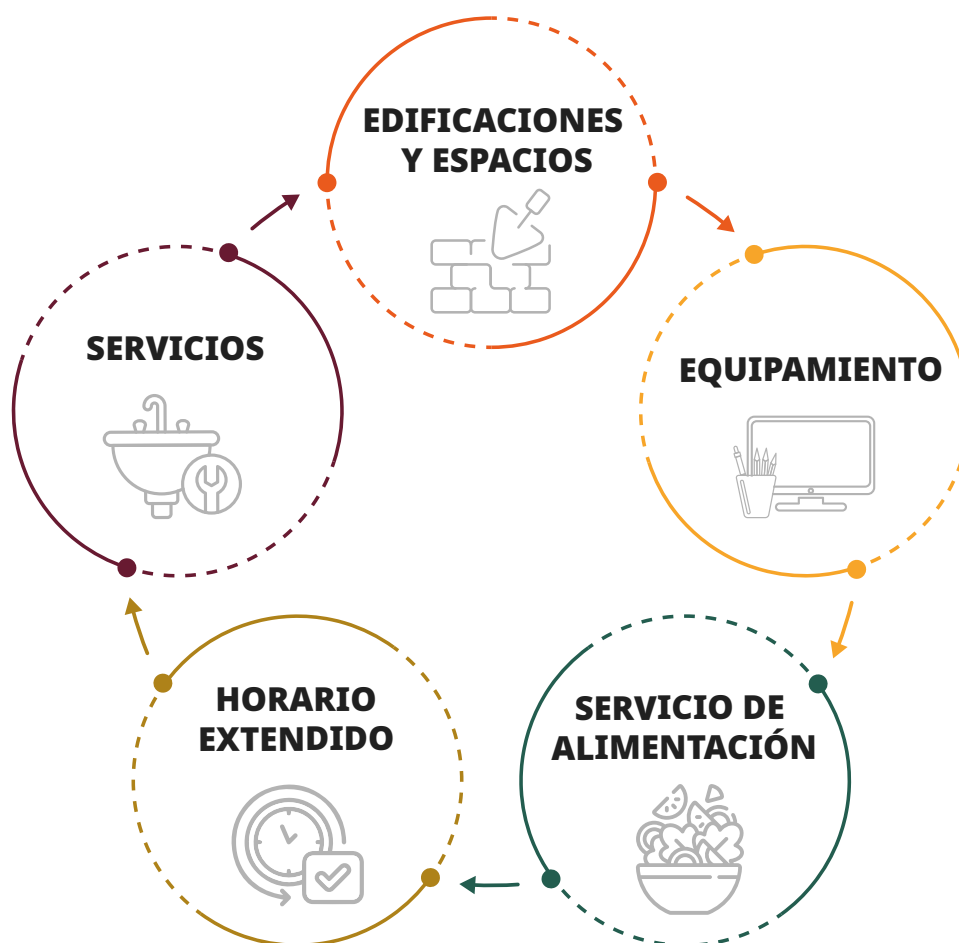 EDIFICACIONES
Y ESPACIOS
EQUIPAMIENTO
SERVICIO DE
ALIMENTACIÓN
HORARIO
EXTENDIDO
SERVICIOS